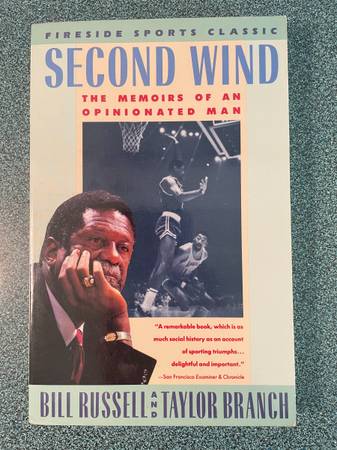 FIRESIDE SPORTS CLASSIC
SECOND WIND
THE MEMOIRS OF AN
OPINIONATED MAN
"A remarkable book, which is as
much social history as an account
of sporting triumphs...
delightful and important."
—San Francisco Examiner & Chronicle
BILL RUSSELL AND TAYLOR BRANCH